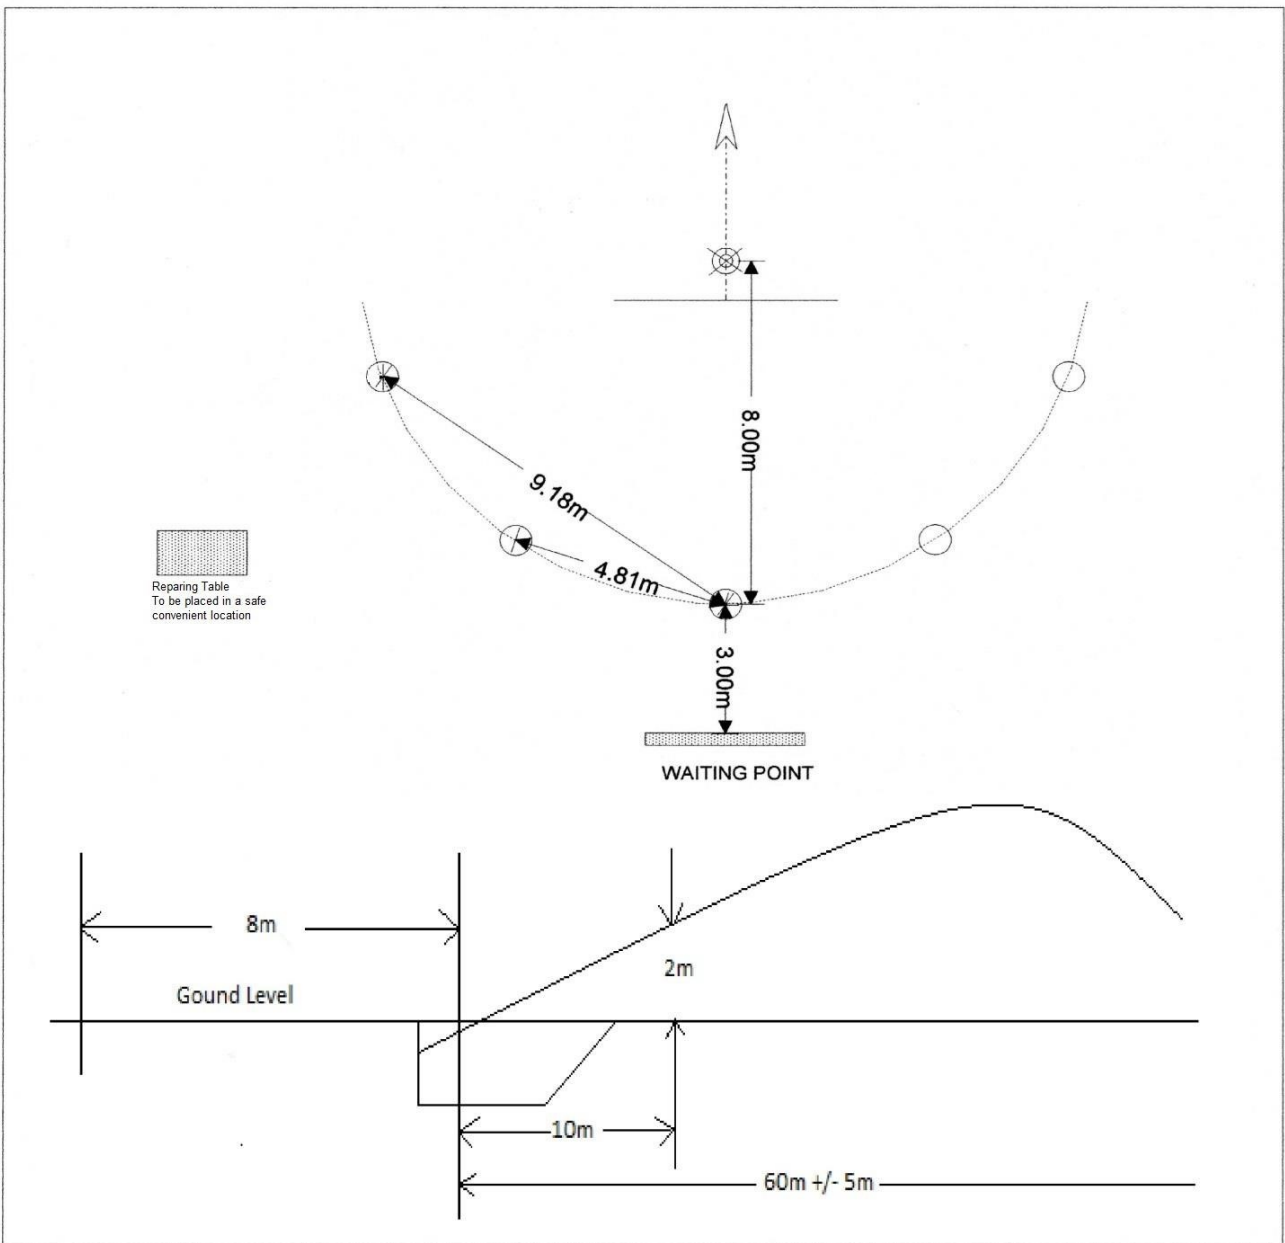 8.00m
9.18m
4.81m
Reparing Table
To be placed in a safe
convenient location
3.00m
WAITING POINT
8m
2m
Gound Level
10m
60m +/- 5m